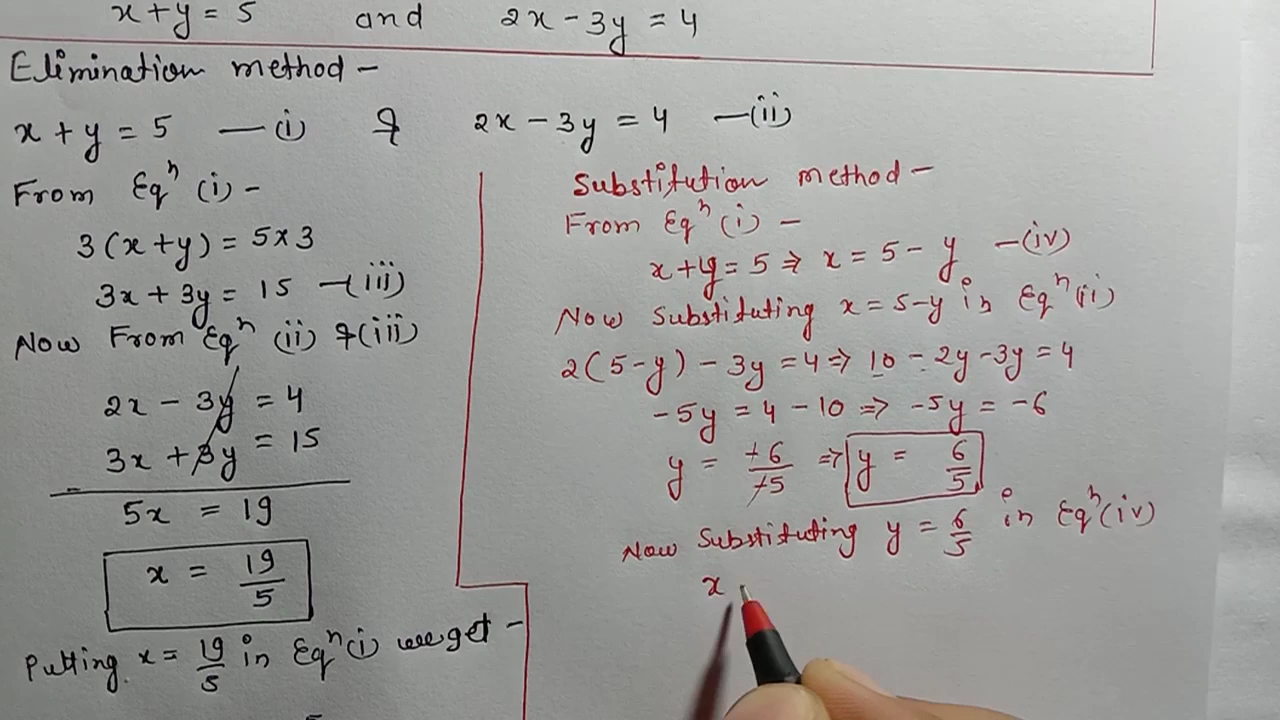 x + y = 5 and 2x - 3y = 4
Elimination method -
x + y = 5 —(i) & 2x - 3y = 4 —(ii)
From Eqⁿ (i) -
3(x+y) = 5×3
3x + 3y = 15 —(iii)
Now From Eqⁿ (ii) & (iii)
2x - 3y = 4
3x + 3y = 15
5x = 19
x = 19/5
Putting x = 19/5 in Eqⁿ(i) we get -
Substitution method -
From Eqⁿ(i) -
x+y = 5 ⇒ x = 5 - y —(iv)
Now Substituting x = 5-y in Eqⁿ(ii)
2(5-y) - 3y = 4 ⇒ 10 - 2y - 3y = 4
-5y = 4 - 10 ⇒ -5y = -6
y = -6/-5 ⇒ y = 6/5
Now Substituting y = 6/5 in Eqⁿ(iv)
x